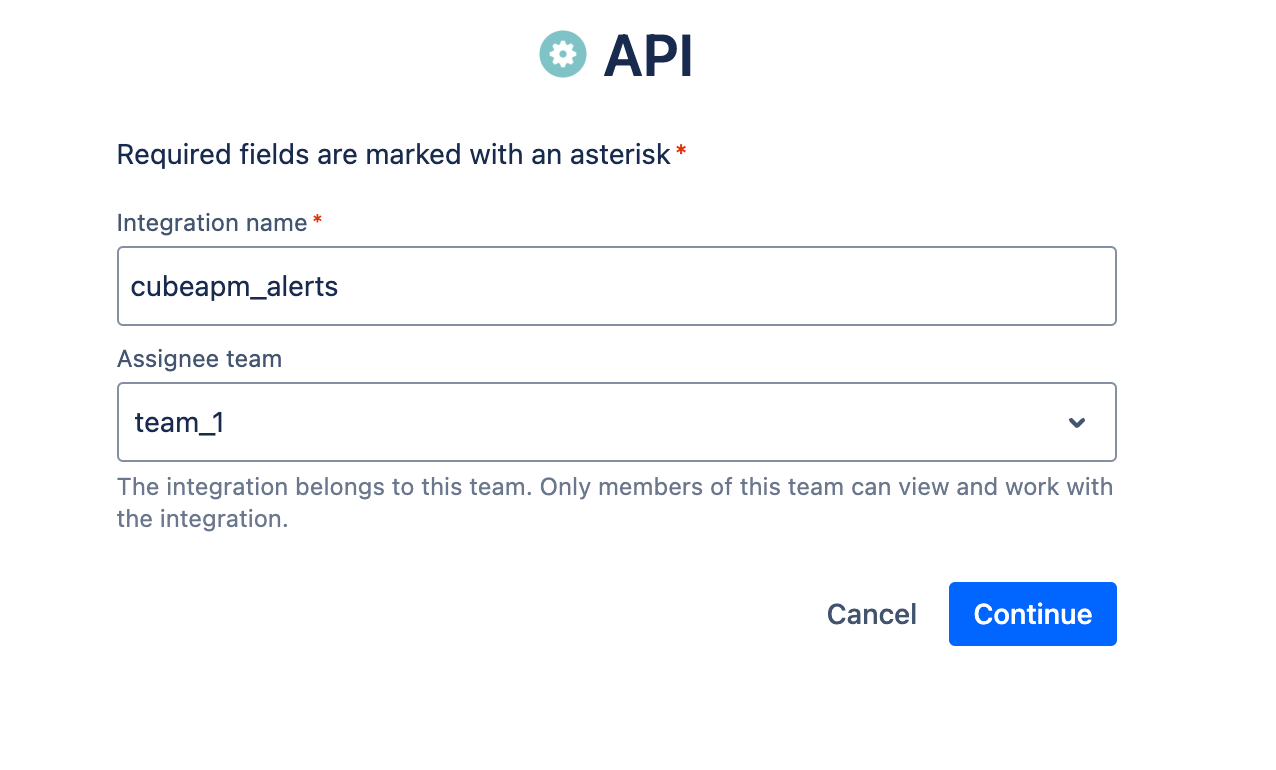 API
Required fields are marked with an asterisk *
Integration name *
cubeapm_alerts
Assignee team
team_1
The integration belongs to this team. Only members of this team can view and work with
the integration.
Cancel Continue